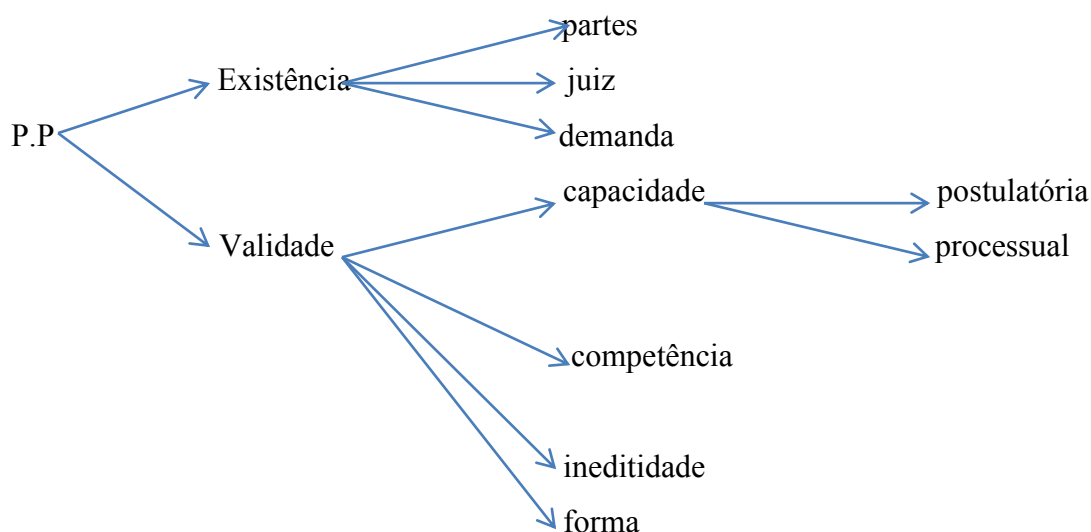 partes
Existência
juiz
P.P
demanda
capacidade
postulatória
Validade
processual
competência
ineditidade
forma